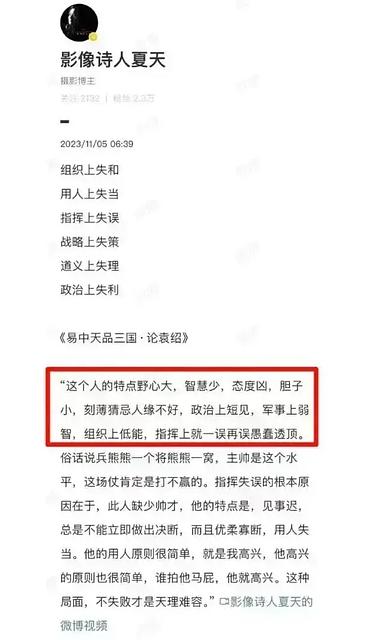 影像诗人夏天
摄影博主
关注 2132 | 粉丝 2.3万
2023/11/05 06:39
组织上失和
用人上失当
指挥上失误
战略上失策
道义上失理
政治上失利
《易中天品三国·论袁绍》
“这个人的特点野心大，智慧少，态度凶，胆子
小，刻薄猜忌人缘不好，政治上短见，军事上弱
智，组织上低能，指挥上就一误再误愚蠢透顶。
俗话说兵熊熊一个将熊熊一窝，主帅是这个水
平，这场仗肯定是打不赢的。指挥失误的根本原
因在于，此人缺少帅才，他的特点是，见事迟，
总是不能立即做出决断，而且优柔寡断，用人失
当。他的用人原则很简单，就是我高兴，他高兴
的原则也很简单，谁拍他马屁，他就高兴。这种
局面，不失败才是天理难容。” 影像诗人夏天的
微博视频